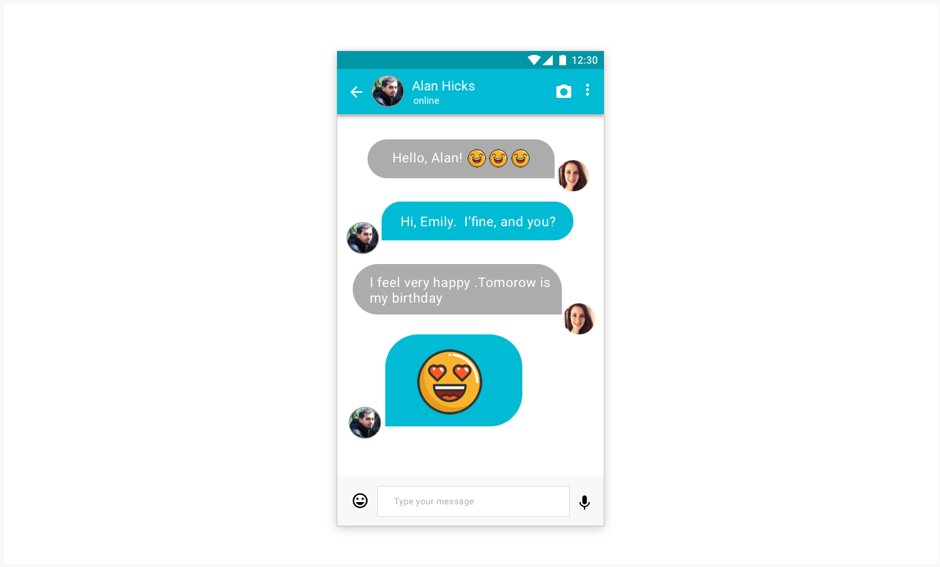 12:30
Alan Hicks
online
Hello, Alan!
Hi, Emily.  I'fine, and you?
I feel very happy .Tomorow is
my birthday
Type your message